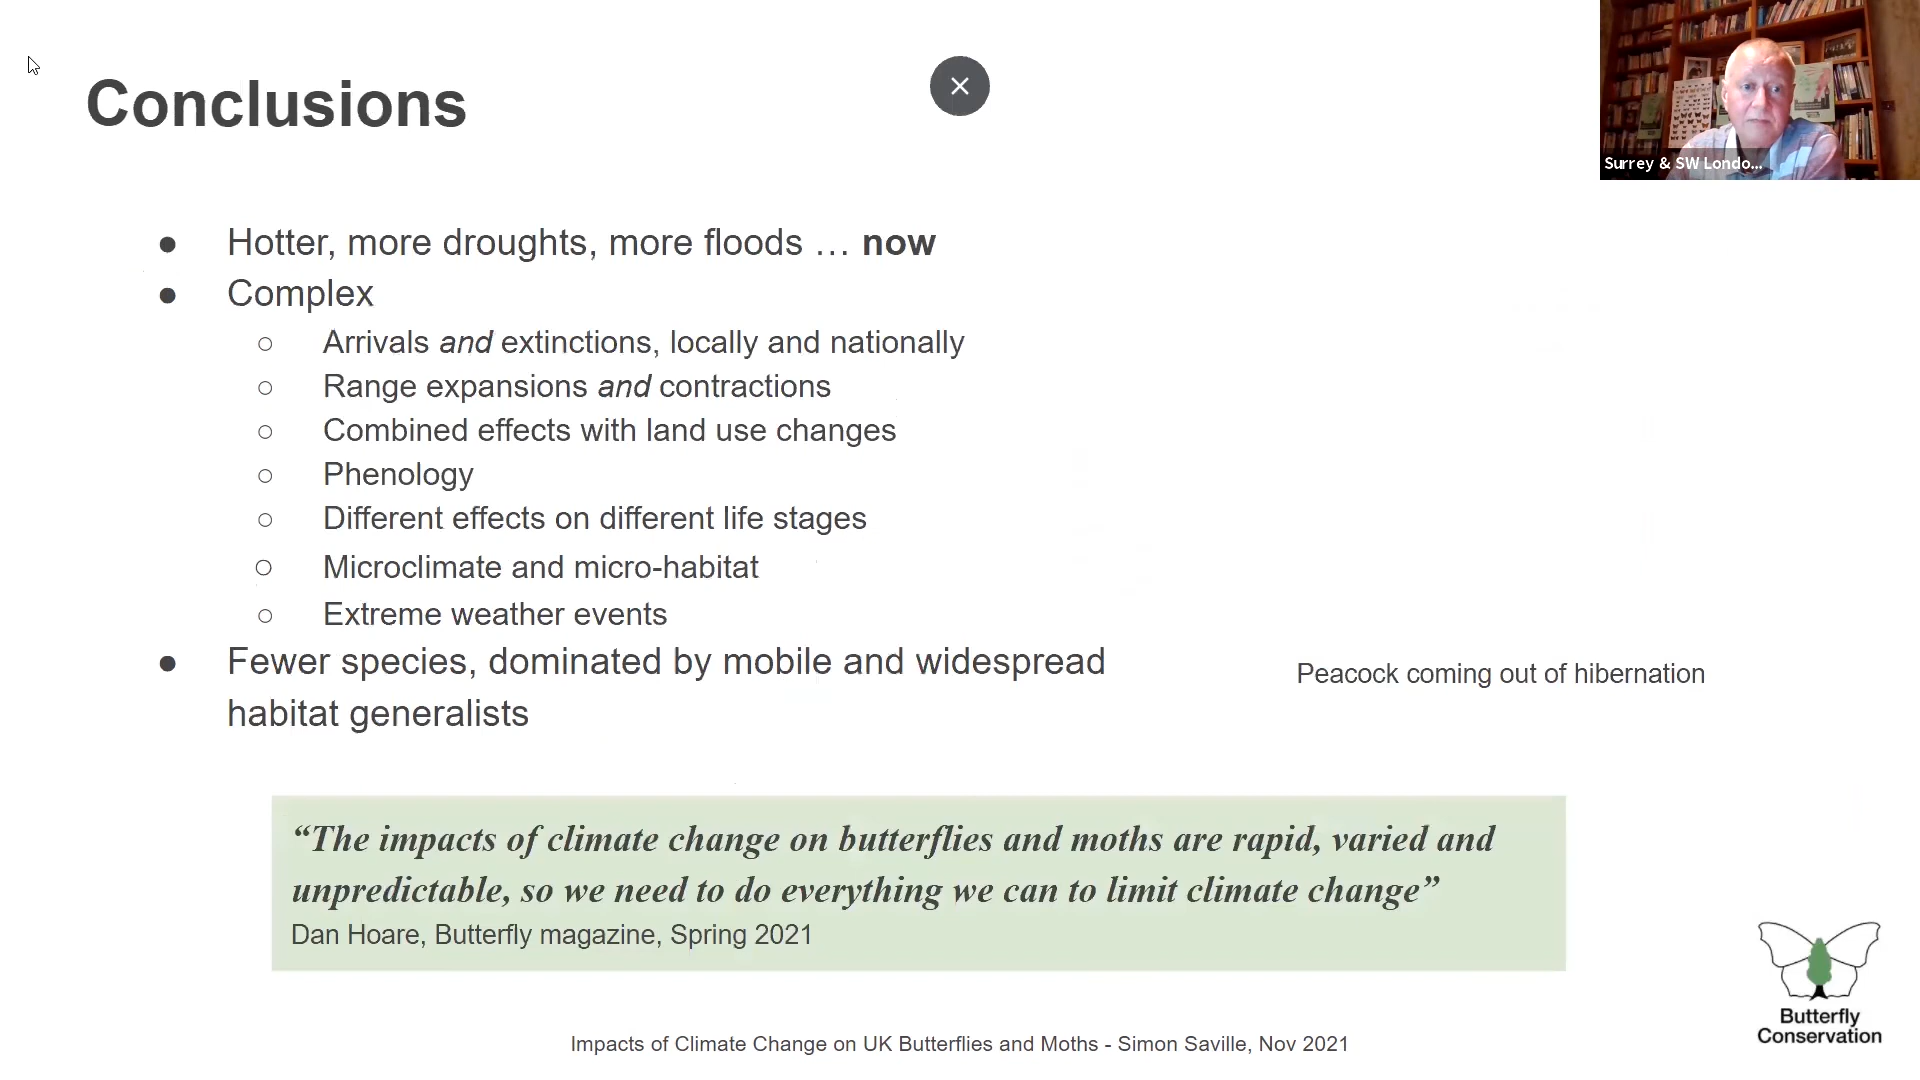 Conclusions
Surrey & SW Londo...
● Hotter, more droughts, more floods … now
● Complex
○ Arrivals and extinctions, locally and nationally
○ Range expansions and contractions
○ Combined effects with land use changes
○ Phenology
○ Different effects on different life stages
○ Microclimate and micro-habitat
○ Extreme weather events
● Fewer species, dominated by mobile and widespread
habitat generalists
Peacock coming out of hibernation
“The impacts of climate change on butterflies and moths are rapid, varied and
unpredictable, so we need to do everything we can to limit climate change”
Dan Hoare, Butterfly magazine, Spring 2021
Butterfly
Conservation
Impacts of Climate Change on UK Butterflies and Moths - Simon Saville, Nov 2021